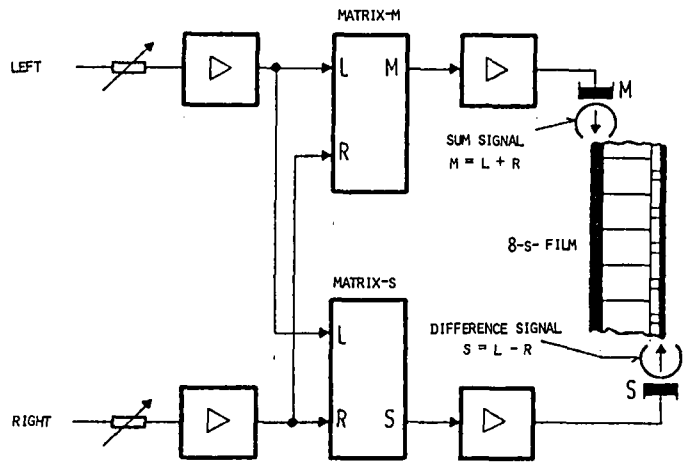 MATRIX-M
LEFT
L M
M
R
SUM SIGNAL
M = L + R
8-s- FILM
MATRIX-S
L
DIFFERENCE SIGNAL
S = L - R
S
RIGHT
R S